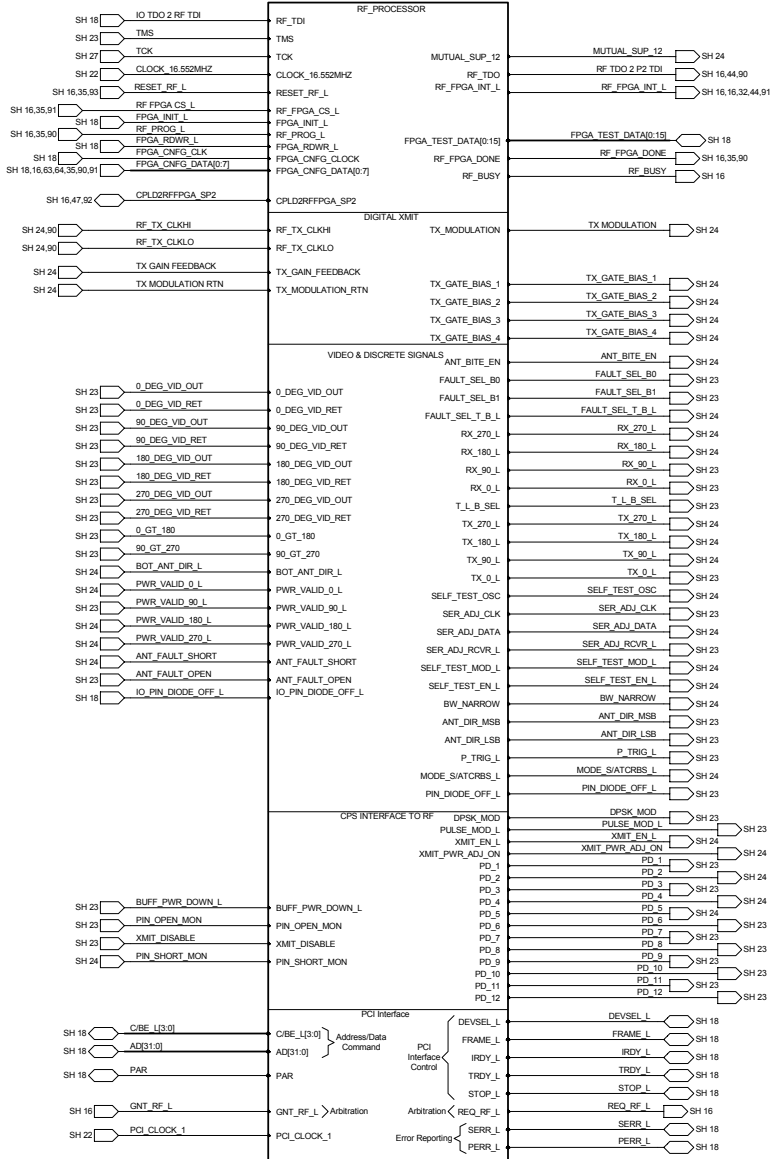 RF_PROCESSOR
SH 18 IO TDO 2 RF TDI RF_TDI
SH 23 TMS TMS
SH 27 TCK TCK MUTUAL_SUP_12 MUTUAL_SUP_12 SH 24
SH 22 CLOCK_16.552MHZ CLOCK_16.552MHZ RF_TDO RF TDO 2 P2 TDI SH 16,44,90
SH 16,35,93 RESET_RF_L RESET_RF_L RF_FPGA_INT_L RF_FPGA_INT_L SH 16,16,32,44,91
SH 16,35,91 RF FPGA CS_L RF_FPGA_CS_L
SH 18 FPGA_INIT_L FPGA_INIT_L
SH 16,35,90 RF_PROG_L RF_PROG_L
SH 18 FPGA_RDWR_L FPGA_RDWR_L FPGA_TEST_DATA[0:15] FPGA_TEST_DATA[0:15] SH 18
SH 18 FPGA_CNFG_CLK FPGA_CNFG_CLOCK RF_FPGA_DONE RF_FPGA_DONE SH 16,35,90
SH 18,16,63,64,35,90,91 FPGA_CNFG_DATA[0:7] FPGA_CNFG_DATA[0:7] RF_BUSY RF_BUSY SH 16
SH 16,47,92 CPLD2RFFPGA_SP2 CPLD2RFFPGA_SP2
DIGITAL XMIT
SH 24,90 RF_TX_CLKHI RF_TX_CLKHI TX_MODULATION TX MODULATION SH 24
SH 24,90 RF_TX_CLKLO RF_TX_CLKLO
SH 24 TX GAIN FEEDBACK TX_GAIN_FEEDBACK
SH 24 TX MODULATION RTN TX_MODULATION_RTN TX_GATE_BIAS_1 TX_GATE_BIAS_1 SH 24
TX_GATE_BIAS_2 TX_GATE_BIAS_2 SH 24
TX_GATE_BIAS_3 TX_GATE_BIAS_3 SH 24
TX_GATE_BIAS_4 TX_GATE_BIAS_4 SH 24
VIDEO & DISCRETE SIGNALS
ANT_BITE_EN ANT_BITE_EN SH 24
FAULT_SEL_B0 FAULT_SEL_B0 SH 23
SH 23 0_DEG_VID_OUT 0_DEG_VID_OUT FAULT_SEL_B1 FAULT_SEL_B1 SH 23
SH 23 0_DEG_VID_RET 0_DEG_VID_RET FAULT_SEL_T_B_L FAULT_SEL_T_B_L SH 24
SH 23 90_DEG_VID_OUT 90_DEG_VID_OUT RX_270_L RX_270_L SH 24
SH 23 90_DEG_VID_RET 90_DEG_VID_RET RX_180_L RX_180_L SH 24
SH 23 180_DEG_VID_OUT 180_DEG_VID_OUT RX_90_L RX_90_L SH 23
SH 23 180_DEG_VID_RET 180_DEG_VID_RET RX_0_L RX_0_L SH 23
SH 23 270_DEG_VID_OUT 270_DEG_VID_OUT T_L_B_SEL T_L_B_SEL SH 23
SH 23 270_DEG_VID_RET 270_DEG_VID_RET TX_270_L TX_270_L SH 24
SH 23 0_GT_180 0_GT_180 TX_180_L TX_180_L SH 24
SH 23 90_GT_270 90_GT_270 TX_90_L TX_90_L SH 24
SH 24 BOT_ANT_DIR_L BOT_ANT_DIR_L TX_0_L TX_0_L SH 23
SH 24 PWR_VALID_0_L PWR_VALID_0_L SELF_TEST_OSC SELF_TEST_OSC SH 24
SH 23 PWR_VALID_90_L PWR_VALID_90_L SER_ADJ_CLK SER_ADJ_CLK SH 23
SH 24 PWR_VALID_180_L PWR_VALID_180_L SER_ADJ_DATA SER_ADJ_DATA SH 24
SH 24 PWR_VALID_270_L PWR_VALID_270_L SER_ADJ_RCVR_L SER_ADJ_RCVR_L SH 23
SH 24 ANT_FAULT_SHORT ANT_FAULT_SHORT SELF_TEST_MOD_L SELF_TEST_MOD_L SH 24
SH 23 ANT_FAULT_OPEN ANT_FAULT_OPEN SELF_TEST_EN_L SELF_TEST_EN_L SH 24
SH 18 IO_PIN_DIODE_OFF_L IO_PIN_DIODE_OFF_L BW_NARROW BW_NARROW SH 24
ANT_DIR_MSB ANT_DIR_MSB SH 23
ANT_DIR_LSB ANT_DIR_LSB SH 23
P_TRIG_L P_TRIG_L SH 23
MODE_S/ATCRBS_L MODE_S/ATCRBS_L SH 24
PIN_DIODE_OFF_L PIN_DIODE_OFF_L SH 23
CPS INTERFACE TO RF
DPSK_MOD DPSK_MOD SH 23
PULSE_MOD_L PULSE_MOD_L SH 23
XMIT_EN_L XMIT_EN_L SH 24
XMIT_PWR_ADJ_ON XMIT_PWR_ADJ_ON SH 24
PD_1 PD_1 SH 23
PD_2 PD_2 SH 24
PD_3 PD_3 SH 23
PD_4 PD_4 SH 24
SH 23 BUFF_PWR_DOWN_L BUFF_PWR_DOWN_L PD_5 PD_5 SH 24
SH 23 PIN_OPEN_MON PIN_OPEN_MON PD_6 PD_6 SH 23
SH 23 XMIT_DISABLE XMIT_DISABLE PD_7 PD_7 SH 23
PD_8 PD_8 SH 23
SH 24 PIN_SHORT_MON PIN_SHORT_MON PD_9 PD_9 SH 23
PD_10 PD_10 SH 23
PD_11 PD_11 SH 23
PD_12 PD_12 SH 23
PCI Interface
SH 18 C/BE_L[3:0] C/BE_L[3:0] Address/Data DEVSEL_L DEVSEL_L SH 18
SH 18 AD[31:0] AD[31:0] Command FRAME_L FRAME_L SH 18
PCI Interface Control IRDY_L IRDY_L SH 18
SH 18 PAR PAR TRDY_L TRDY_L SH 18
STOP_L STOP_L SH 18
SH 16 GNT_RF_L GNT_RF_L Arbitration Arbitration REQ_RF_L REQ_RF_L SH 16
SH 22 PCI_CLOCK_1 PCI_CLOCK_1 Error Reporting SERR_L SERR_L SH 18
PERR_L PERR_L SH 18